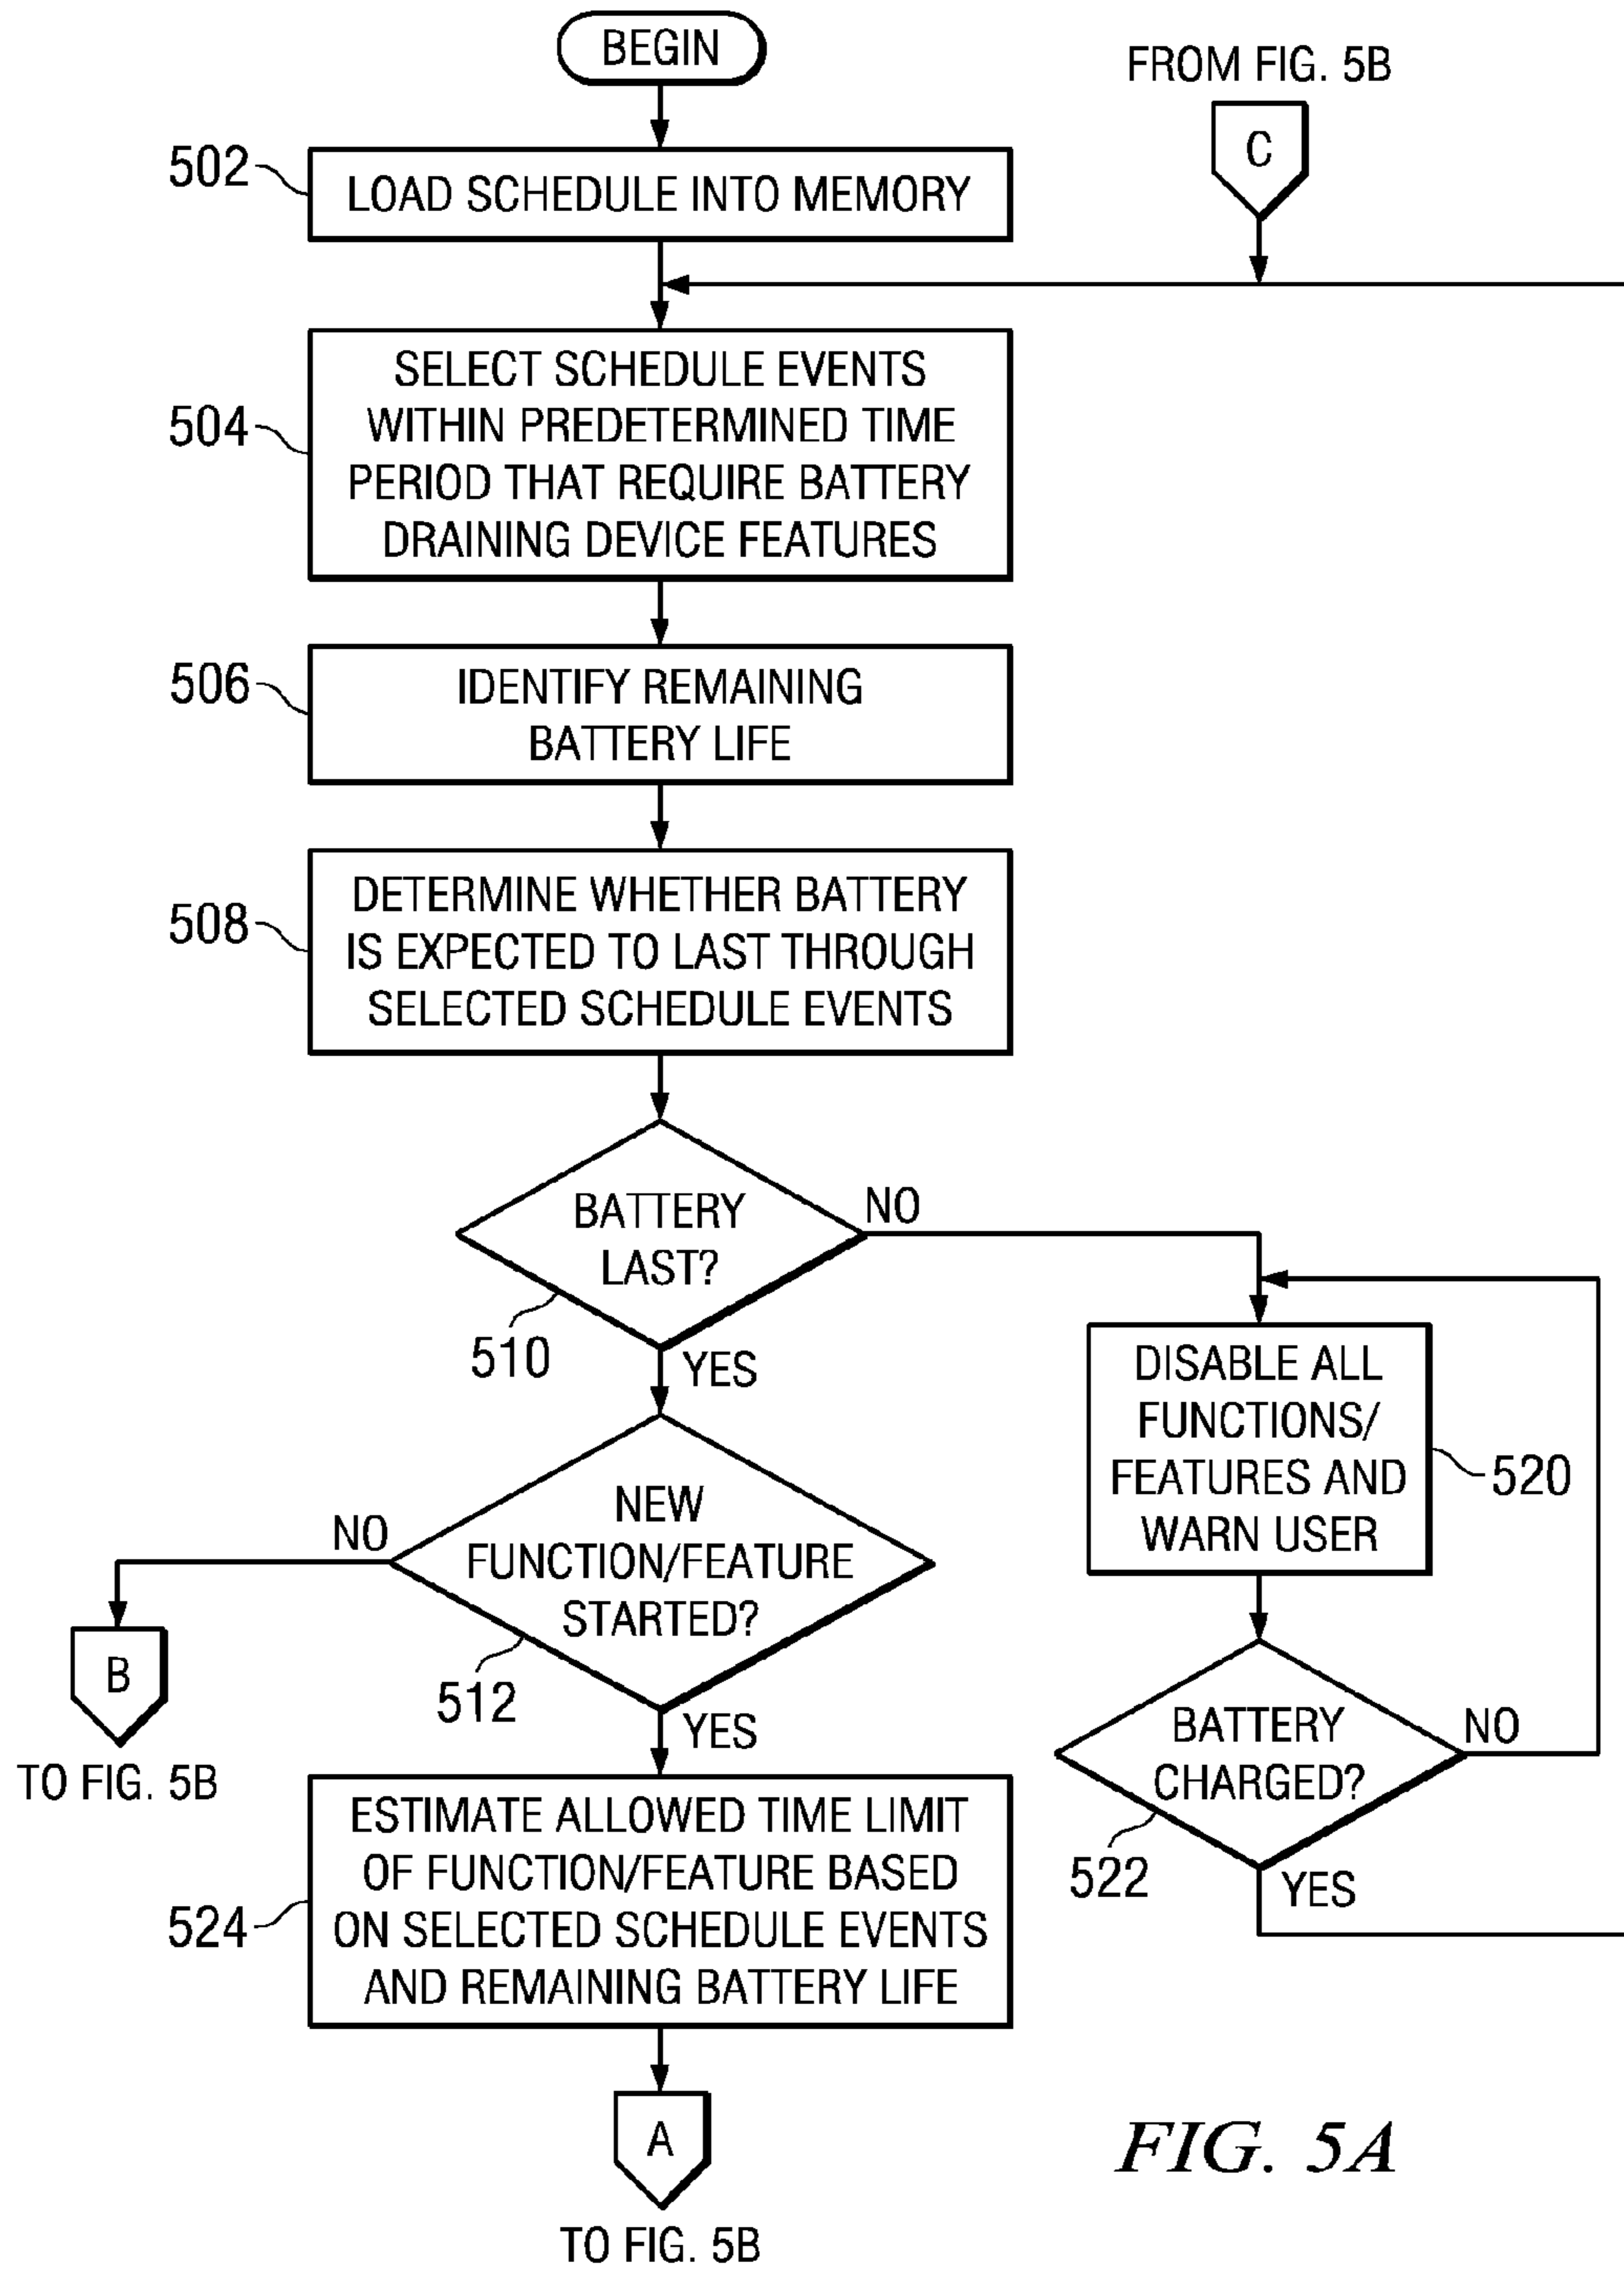 BEGIN
FROM FIG. 5B
C
502
LOAD SCHEDULE INTO MEMORY
504
SELECT SCHEDULE EVENTS
WITHIN PREDETERMINED TIME
PERIOD THAT REQUIRE BATTERY
DRAINING DEVICE FEATURES
506
IDENTIFY REMAINING
BATTERY LIFE
508
DETERMINE WHETHER BATTERY
IS EXPECTED TO LAST THROUGH
SELECTED SCHEDULE EVENTS
BATTERY
LAST?
NO
510
YES
DISABLE ALL
FUNCTIONS/
FEATURES AND
WARN USER
520
NEW
FUNCTION/FEATURE
STARTED?
NO
512
YES
B
TO FIG. 5B
BATTERY
CHARGED?
NO
522
YES
524
ESTIMATE ALLOWED TIME LIMIT
OF FUNCTION/FEATURE BASED
ON SELECTED SCHEDULE EVENTS
AND REMAINING BATTERY LIFE
A
TO FIG. 5B
FIG. 5A